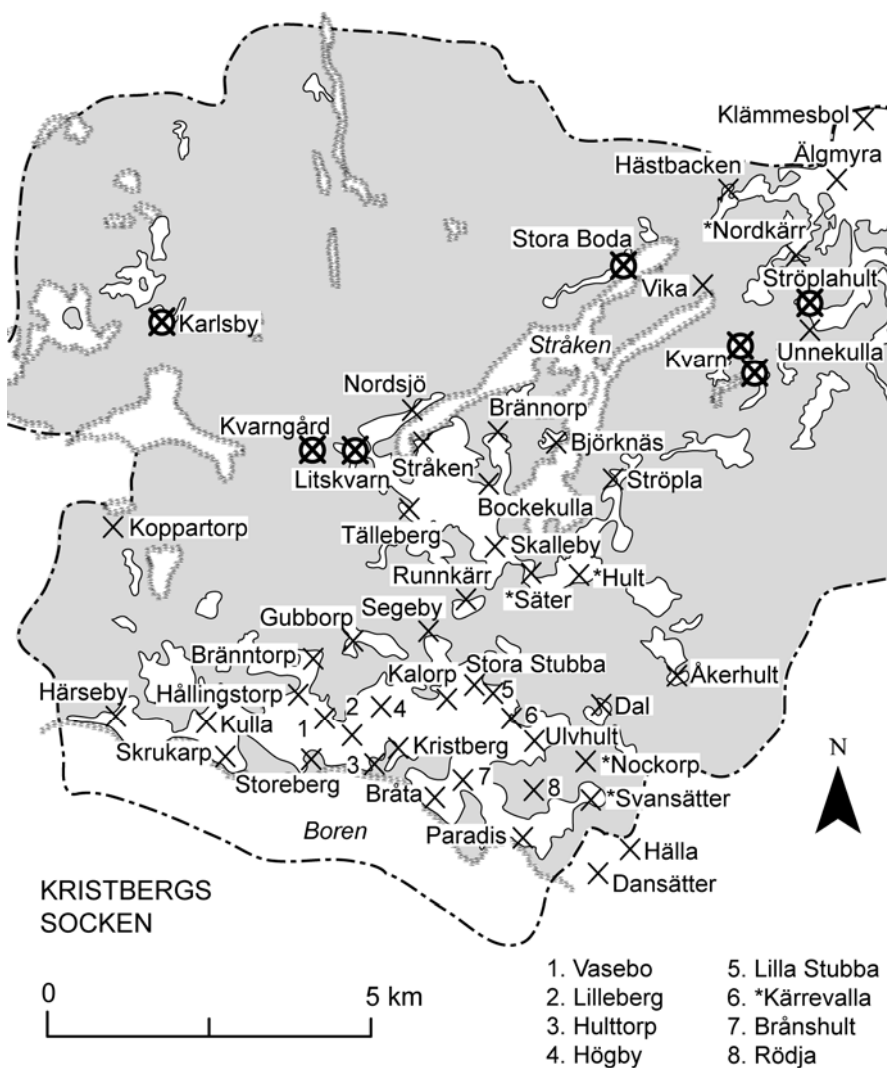 Klämmesbol
Älgmyra
Hästbacken
*Nordkärr
Stora Boda
Ströplahult
Vika
Karlsby
Stråken
Unnekulla
Kvarn
Nordsjö
Brännorp
Kvarngård
Björknäs
Stråken
Litskvarn
Ströpla
Bockekulla
Koppartorp
Tälleberg
Skalleby
Runnkärr
*Hult
*Säter
Segeby
Gubborp
Bränntorp
Stora Stubba
Kalorp
Åkerhult
Härseby
Hållingstorp
5
Dal
2
4
1
Kulla
6
Ulvhult
Kristberg
Skrukarp
*Nockorp
3
Storeberg
7
8
Bråta
*Svansätter
N
Boren
Paradis
Hälla
Dansätter
KRISTBERGS
SOCKEN
0
5 km
1. Vasebo
2. Lilleberg
3. Hulttorp
4. Högby
5. Lilla Stubba
6. *Kärrevalla
7. Brånshult
8. Rödja